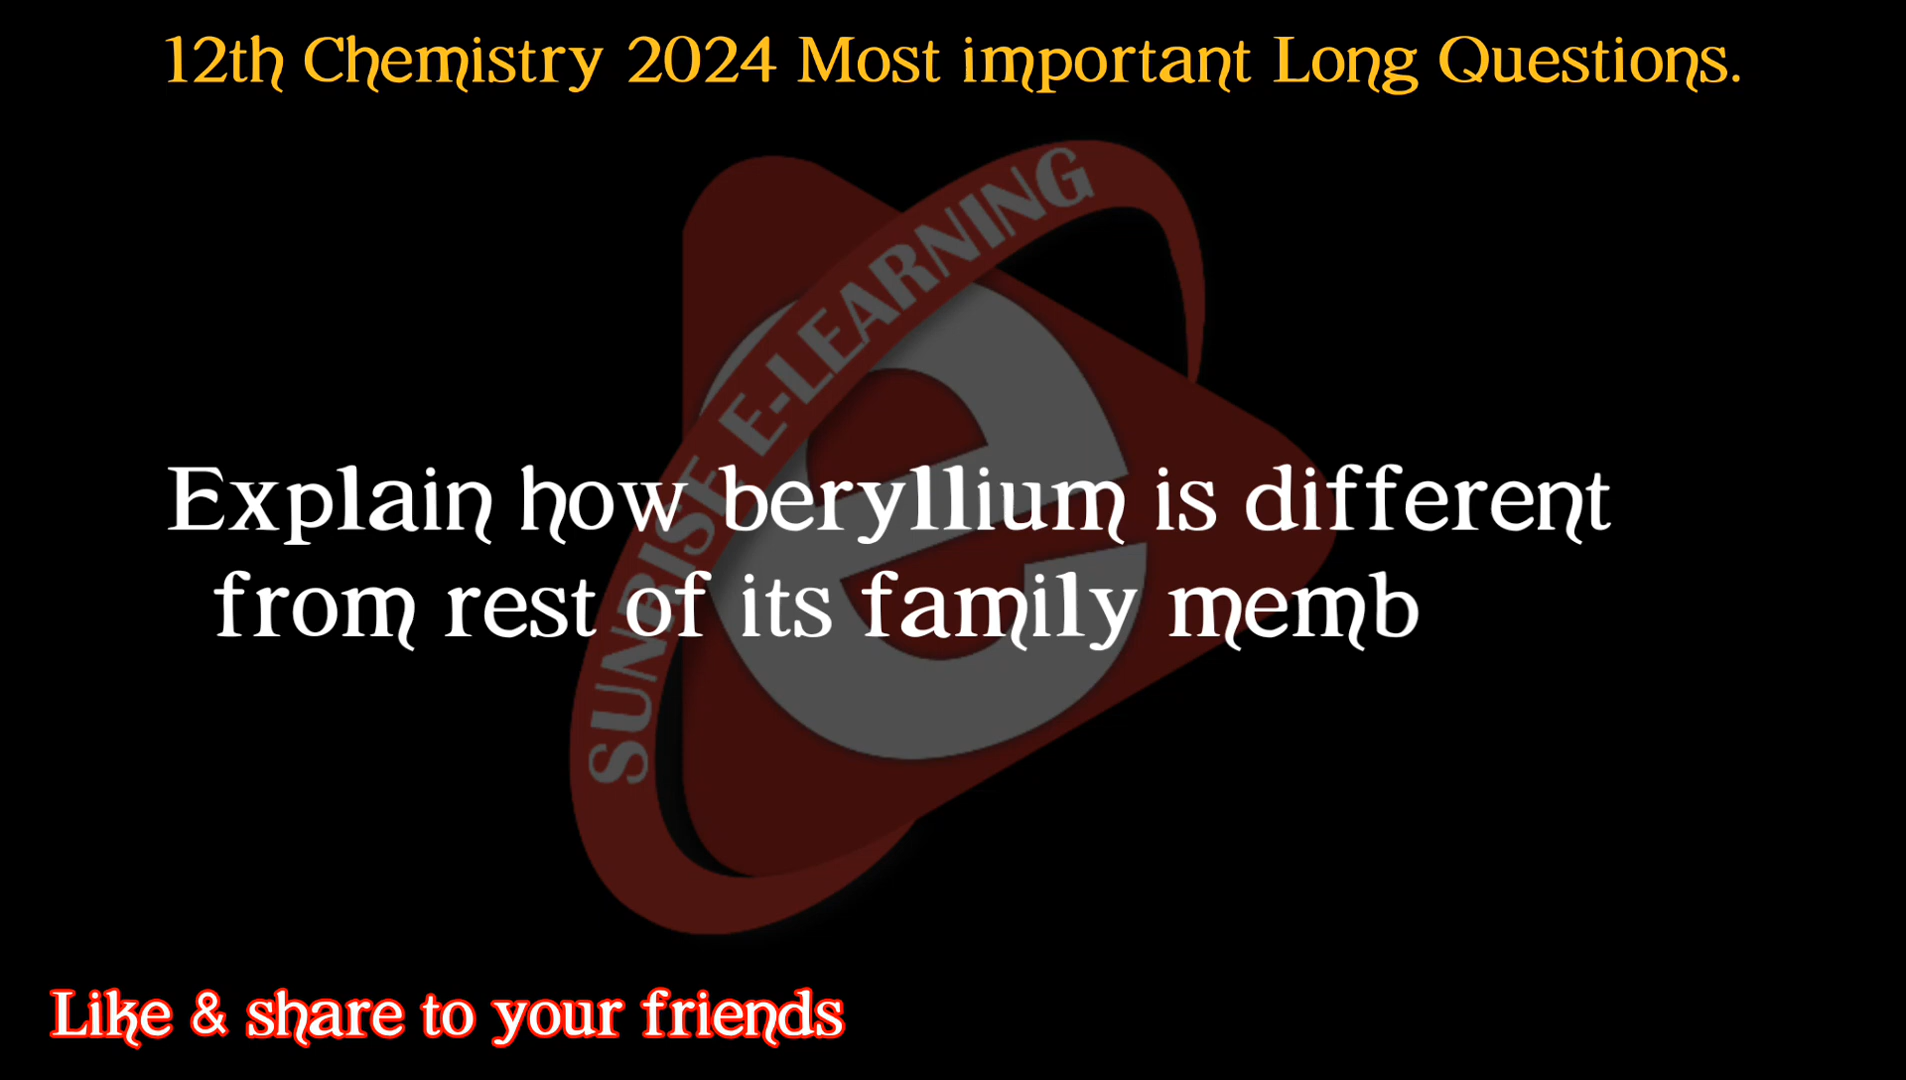 12th Chemistry 2024 Most important Long Questions.
SUNRISE E-LEARNING
Explain how beryllium is different
from rest of its family memb
Like & share to your friends